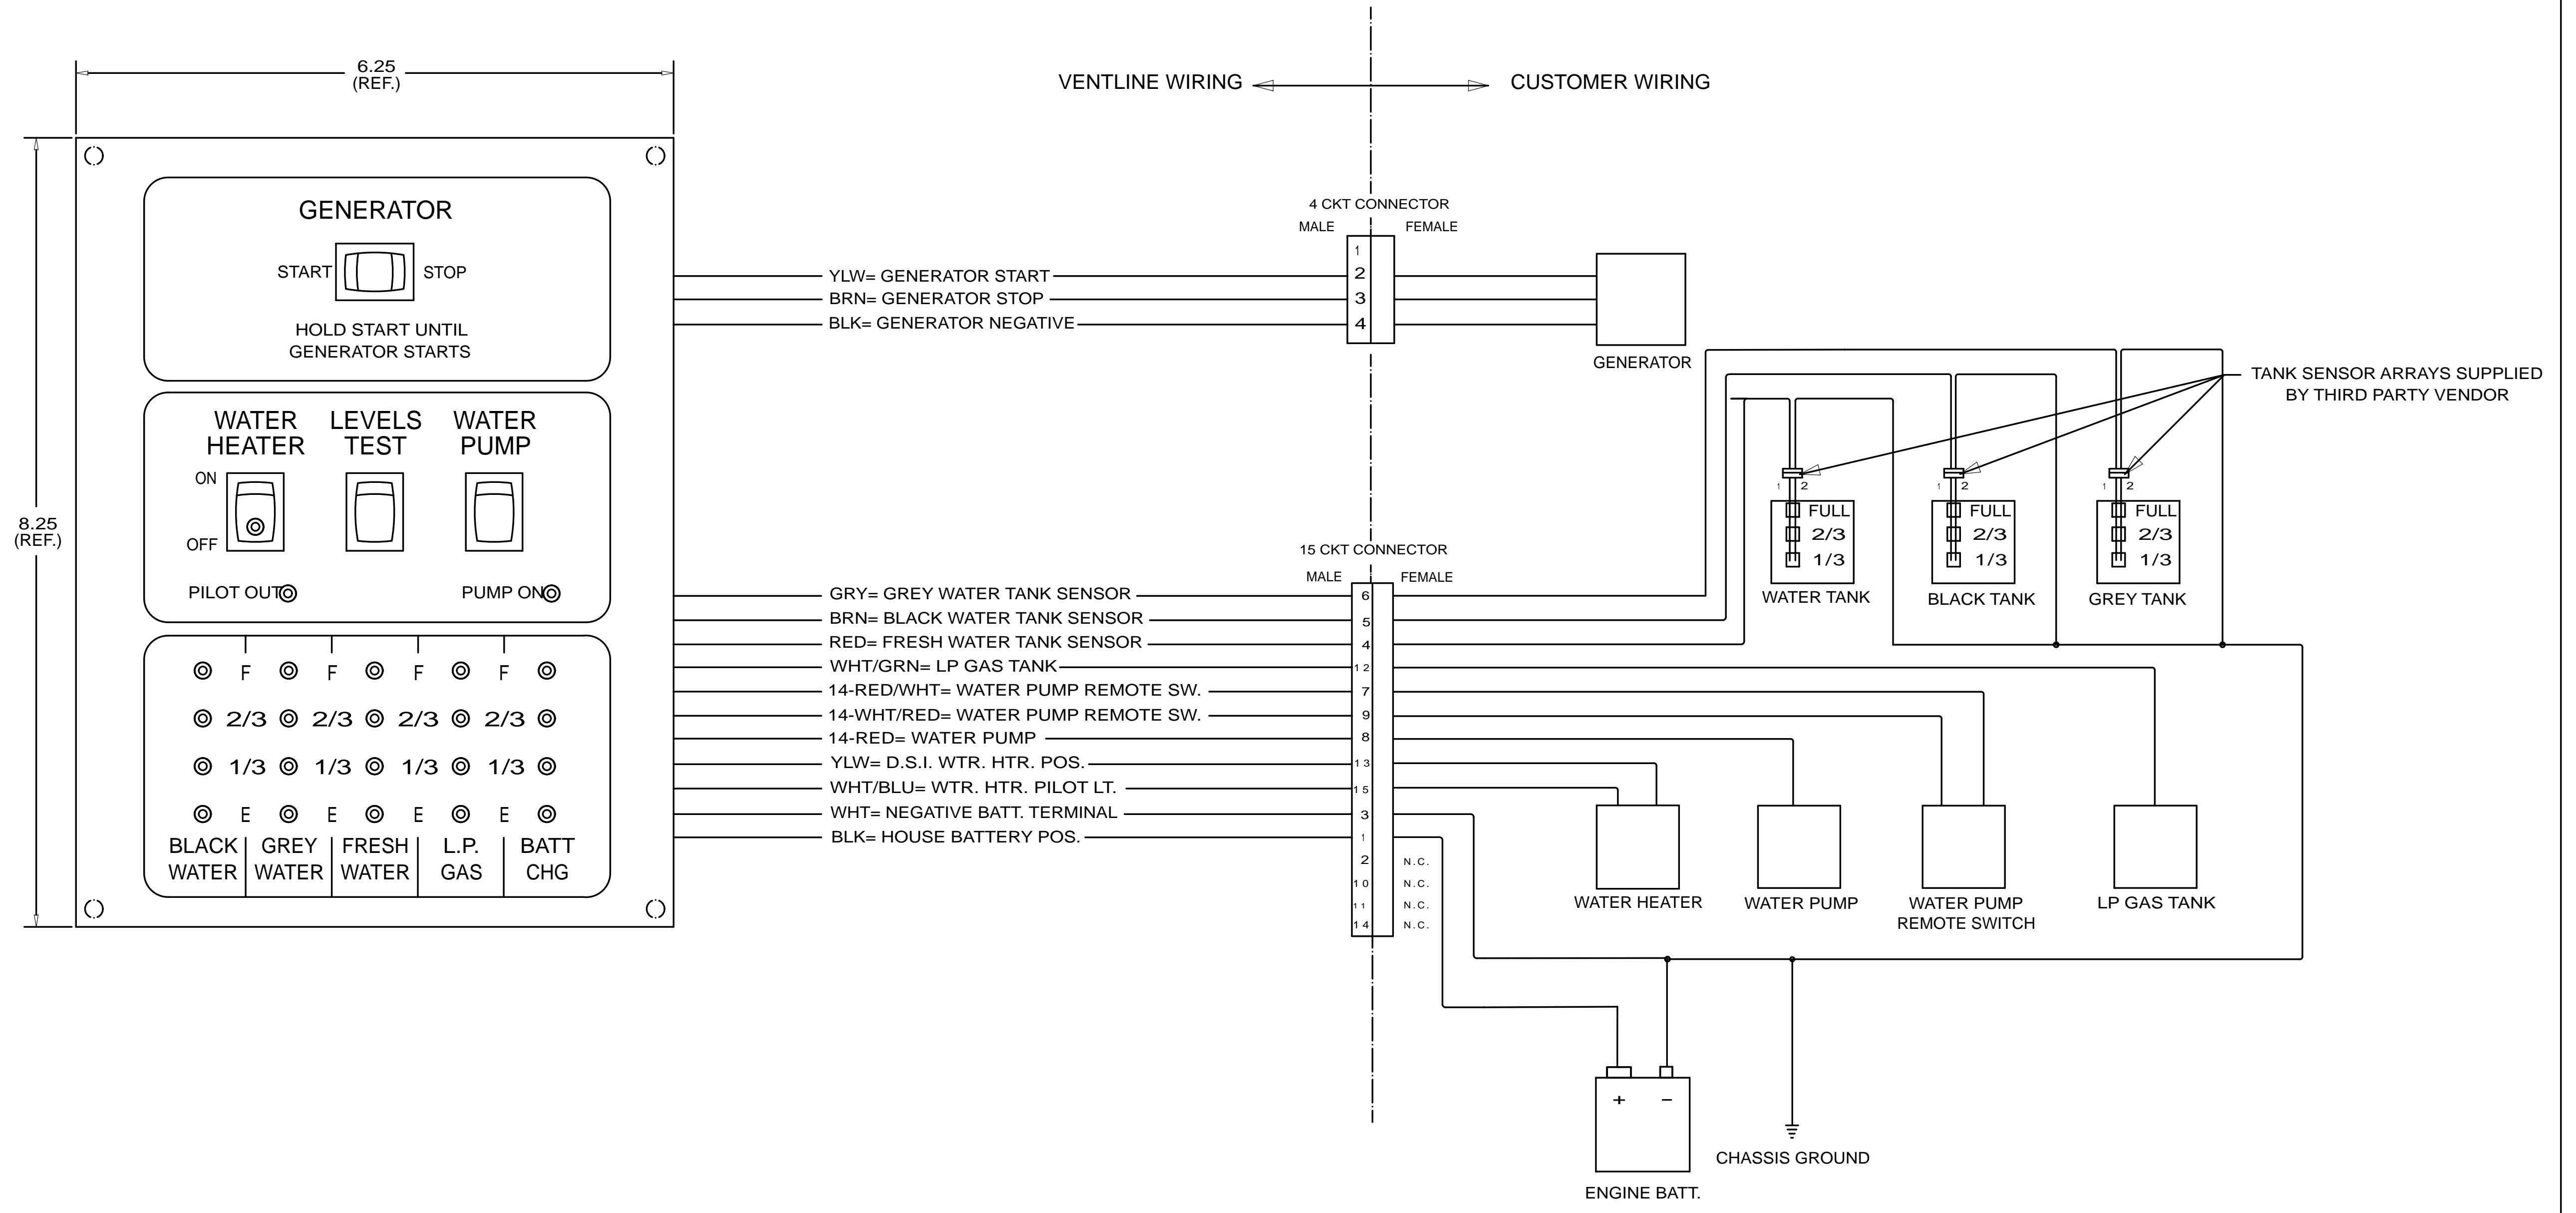 6.25
(REF.)
8.25
(REF.)
VENTLINE WIRING
CUSTOMER WIRING
GENERATOR
START
STOP
HOLD START UNTIL
GENERATOR STARTS
WATER
HEATER
LEVELS
TEST
WATER
PUMP
ON
OFF
PILOT OUT
PUMP ON
F F F F
2/3 2/3 2/3 2/3
1/3 1/3 1/3 1/3
E E E E
BLACK
WATER
GREY
WATER
FRESH
WATER
L.P.
GAS
BATT
CHG
4 CKT CONNECTOR
MALE
FEMALE
1
YLW= GENERATOR START 2
BRN= GENERATOR STOP 3
BLK= GENERATOR NEGATIVE 4
GENERATOR
15 CKT CONNECTOR
MALE
FEMALE
GRY= GREY WATER TANK SENSOR 6
BRN= BLACK WATER TANK SENSOR 5
RED= FRESH WATER TANK SENSOR 4
WHT/GRN= LP GAS TANK 12
14-RED/WHT= WATER PUMP REMOTE SW. 7
14-WHT/RED= WATER PUMP REMOTE SW. 9
14-RED= WATER PUMP 8
YLW= D.S.I. WTR. HTR. POS. 13
WHT/BLU= WTR. HTR. PILOT LT. 15
WHT= NEGATIVE BATT. TERMINAL 3
BLK= HOUSE BATTERY POS. 1
2 N.C.
10 N.C.
11 N.C.
14 N.C.
TANK SENSOR ARRAYS SUPPLIED
BY THIRD PARTY VENDOR
1 2
FULL
2/3
1/3
WATER TANK
1 2
FULL
2/3
1/3
BLACK TANK
1 2
FULL
2/3
1/3
GREY TANK
WATER HEATER
WATER PUMP
WATER PUMP
REMOTE SWITCH
LP GAS TANK
+ −
ENGINE BATT.
CHASSIS GROUND